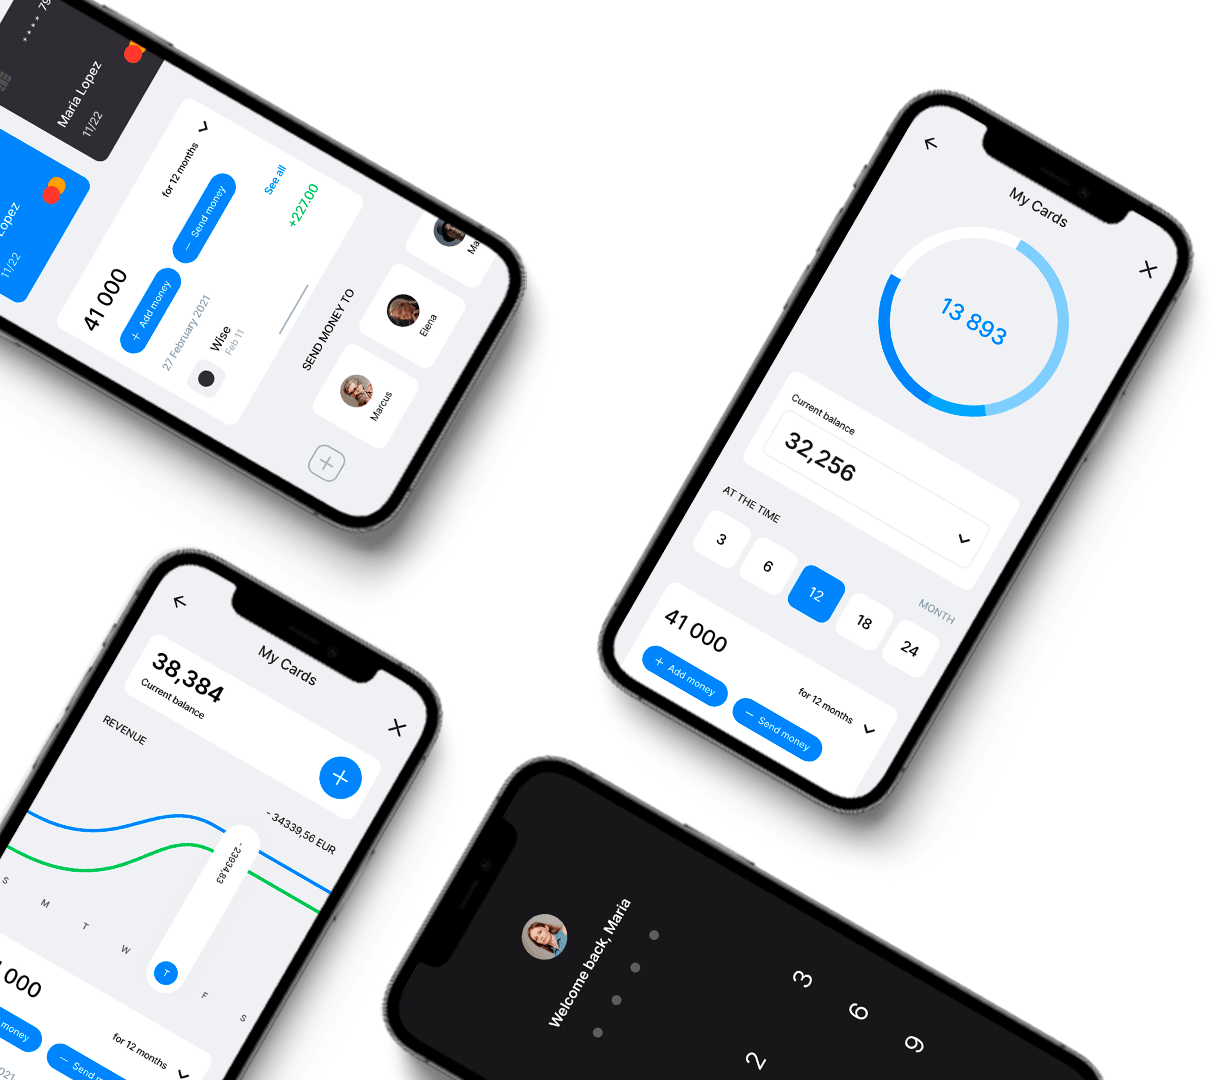 * * * * 79
Maria Lopez
11/22
opez
11/22
for 12 months
41 000
+ Add money
— Send money
27 February 2021
See all
Wise
Feb 11
+227.00
SEND MONEY TO
Marcus
Elena
Ma
My Cards
13 893
Current balance
32,256
AT THE TIME
3
6
12
18
24
MONTH
41 000
for 12 months
+ Add money
— Send money
My Cards
38,384
Current balance
REVENUE
- 34339,56 EUR
- 23934,83
S
M
T
W
T
F
S
000
for 12 months
money
— Send m
021
Welcome back, Maria
3
6
9
2